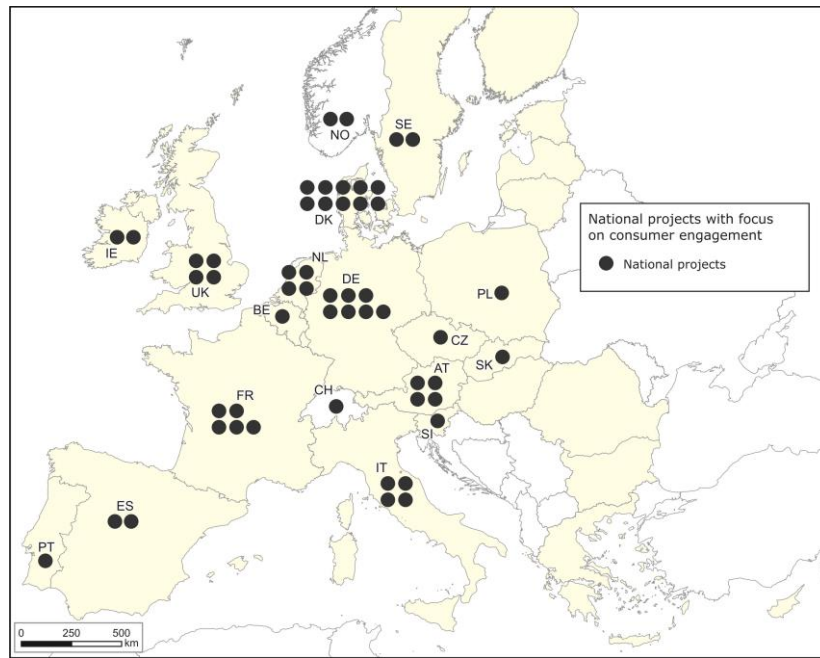 NO
SE
DK
IE
UK
NL
DE
BE
PL
CZ
SK
AT
CH
FR
SI
IT
ES
PT
National projects with focus
on consumer engagement
National projects
0 250 500
km